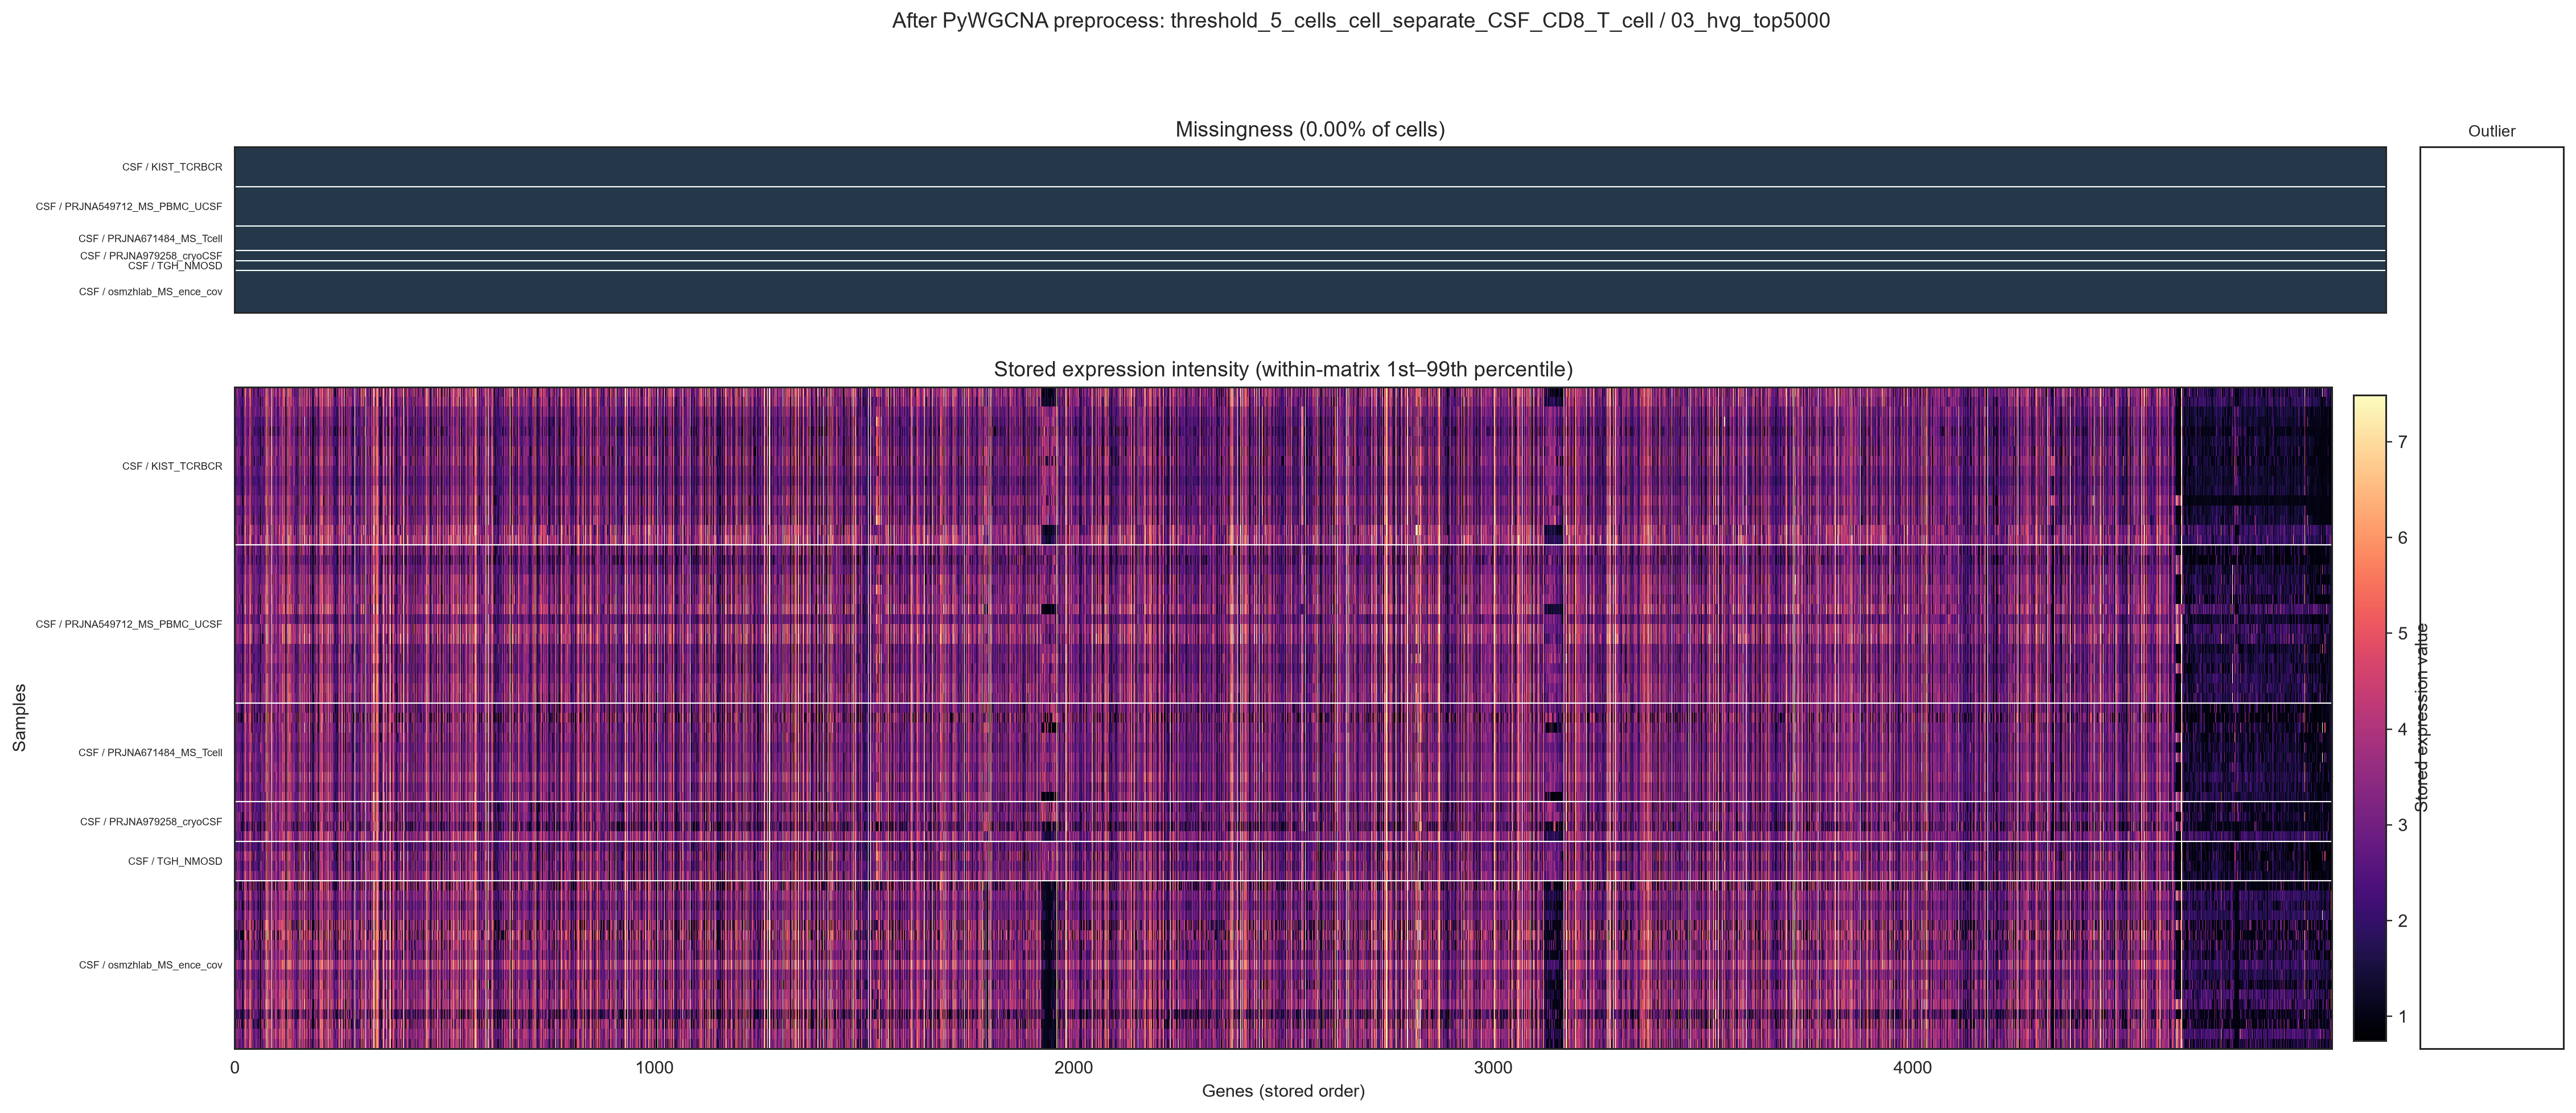 After PyWGCNA preprocess: threshold_5_cells_cell_separate_CSF_CD8_T_cell / 03_hvg_top5000
Missingness (0.00% of cells)
Outlier
CSF / KIST_TCRBCR
CSF / PRJNA549712_MS_PBMC_UCSF
CSF / PRJNA671484_MS_Tcell
CSF / PRJNA979258_cryoCSF
CSF / TGH_NMOSD
CSF / osmzhlab_MS_ence_cov
Stored expression intensity (within-matrix 1st–99th percentile)
Samples
CSF / KIST_TCRBCR
CSF / PRJNA549712_MS_PBMC_UCSF
CSF / PRJNA671484_MS_Tcell
CSF / PRJNA979258_cryoCSF
CSF / TGH_NMOSD
CSF / osmzhlab_MS_ence_cov
7
6
5
4
3
2
1
Stored expression value
0 1000 2000 3000 4000
Genes (stored order)